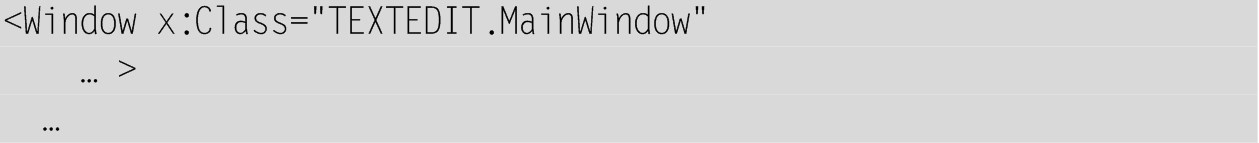 <Window x:Class="TEXTEDIT.MainWindow"
… >
…